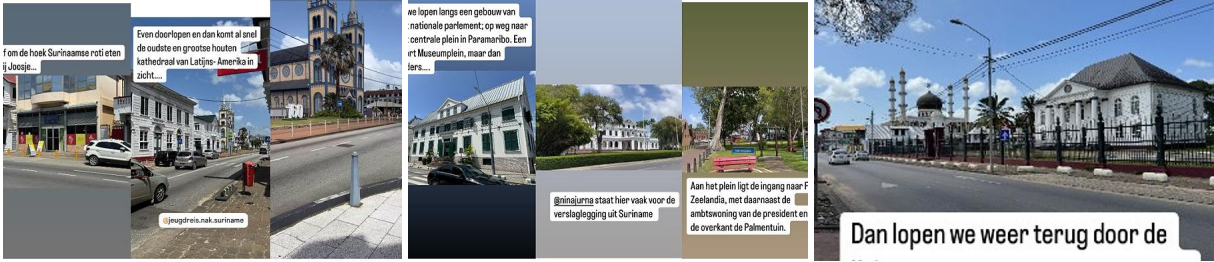 f om de hoek Surinaamse roti eten
ij Joosje...
Even doorlopen en dan komt al snel
de oudste en grootse houten
kathedraal van Latijns- Amerika in
zicht....
@jeugdreis.nak.suriname
we lopen langs een gebouw van
nationale parlement; op weg naar
centrale plein in Paramaribo. Een
rt Museumplein, maar dan
ders....
@ninajurna staat hier vaak voor de
verslaglegging uit Suriname
Aan het plein ligt de ingang naar F
Zeelandia, met daarnaast de
ambtswoning van de president en
de overkant de Palmentuin.
Dan lopen we weer terug door de